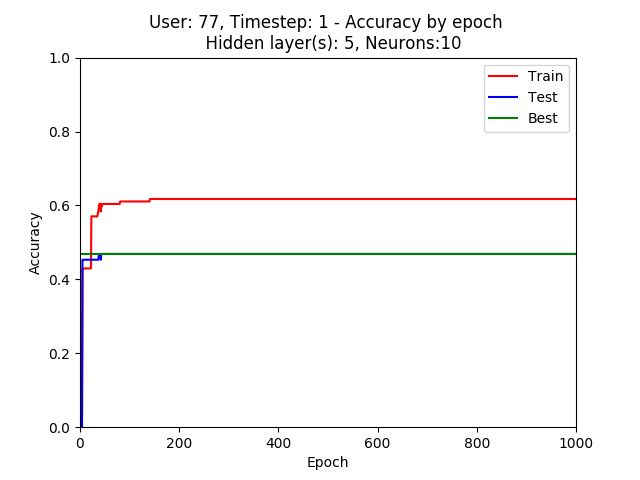 User: 77, Timestep: 1 - Accuracy by epoch
Hidden layer(s): 5, Neurons:10
1.0
0.8
0.6
0.4
0.2
0.0
Accuracy
Train
Test
Best
0
200
400
600
800
1000
Epoch